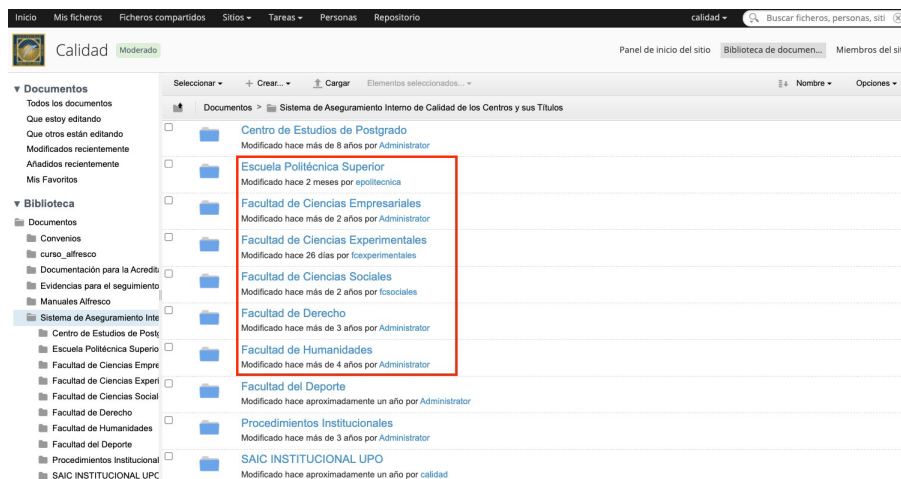 Inicio Mis ficheros Ficheros compartidos Sitios Tareas Personas Repositorio calidad Buscar ficheros, personas, siti
Calidad Moderado Panel de inicio del sitio Biblioteca de documen... Miembros del sit
Documentos
Todos los documentos
Que estoy editando
Que otros están editando
Modificados recientemente
Añadidos recientemente
Mis Favoritos
Biblioteca
Documentos
Convenios
curso_alfresco
Documentación para la Acredita
Evidencias para el seguimiento
Manuales Alfresco
Sistema de Aseguramiento Inte
Centro de Estudios de Postg
Escuela Politécnica Superio
Facultad de Ciencias Empre
Facultad de Ciencias Experi
Facultad de Ciencias Social
Facultad de Derecho
Facultad de Humanidades
Facultad del Deporte
Procedimientos Institucional
SAIC INSTITUCIONAL UPO
Seleccionar + Crear... Cargar Elementos seleccionados... Nombre Opciones
Documentos > Sistema de Aseguramiento Interno de Calidad de los Centros y sus Títulos
Centro de Estudios de Postgrado
Modificado hace más de 8 años por Administrator
Escuela Politécnica Superior
Modificado hace 2 meses por epolitecnica
Facultad de Ciencias Empresariales
Modificado hace más de 2 años por Administrator
Facultad de Ciencias Experimentales
Modificado hace 26 días por fcexperimentales
Facultad de Ciencias Sociales
Modificado hace más de 2 años por fcsociales
Facultad de Derecho
Modificado hace más de 3 años por Administrator
Facultad de Humanidades
Modificado hace más de 4 años por Administrator
Facultad del Deporte
Modificado hace aproximadamente un año por Administrator
Procedimientos Institucionales
Modificado hace más de 3 años por Administrator
SAIC INSTITUCIONAL UPO
Modificado hace aproximadamente un año por calidad